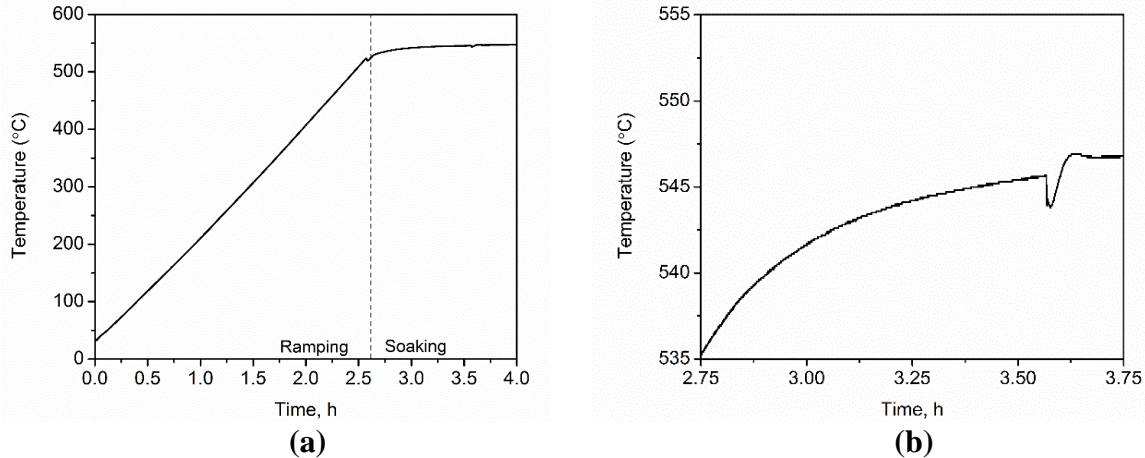 600
500
400
300
200
100
0
Temperature (°C)
Ramping
Soaking
0.0 0.5 1.0 1.5 2.0 2.5 3.0 3.5 4.0
Time, h
(a)
555
550
545
540
535
Temperature (°C)
2.75 3.00 3.25 3.50 3.75
Time, h
(b)